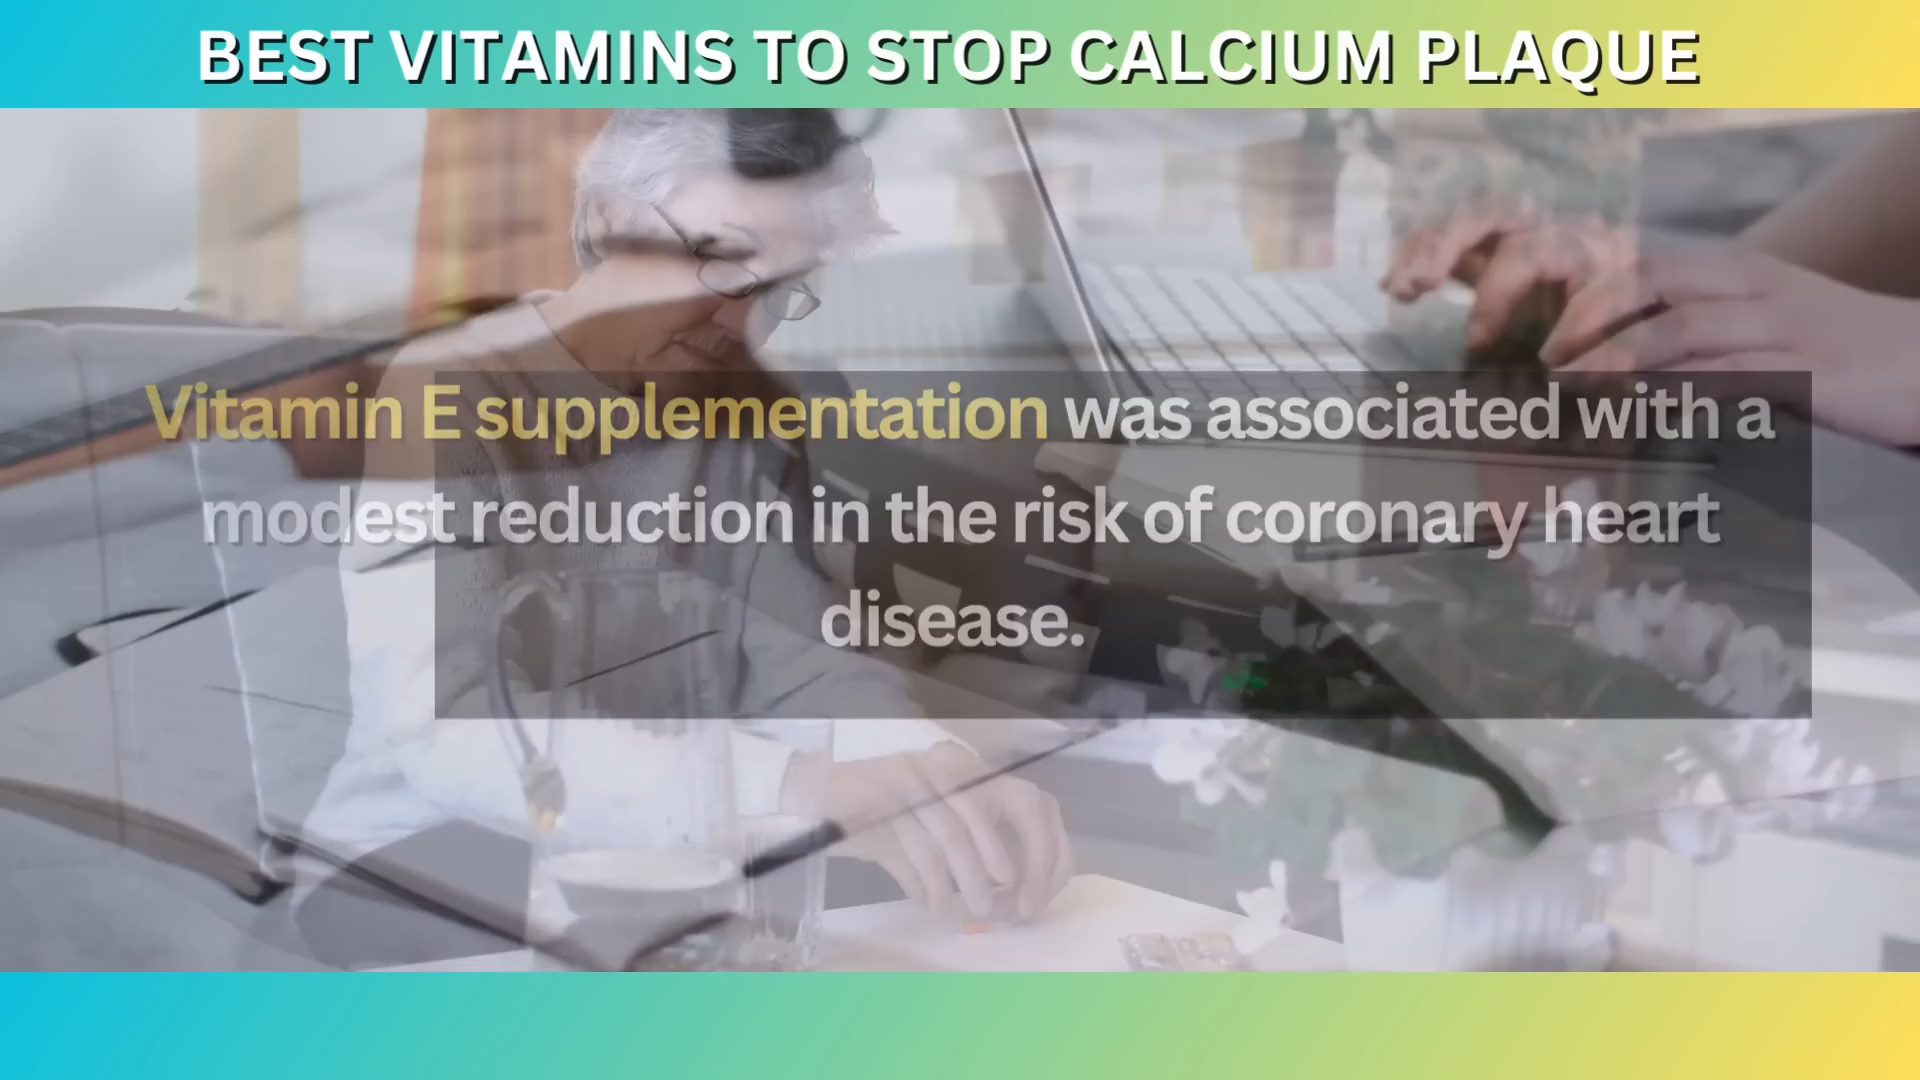 BEST VITAMINS TO STOP CALCIUM PLAQUE
Vitamin E supplementation was associated with a
modest reduction in the risk of coronary heart
disease.